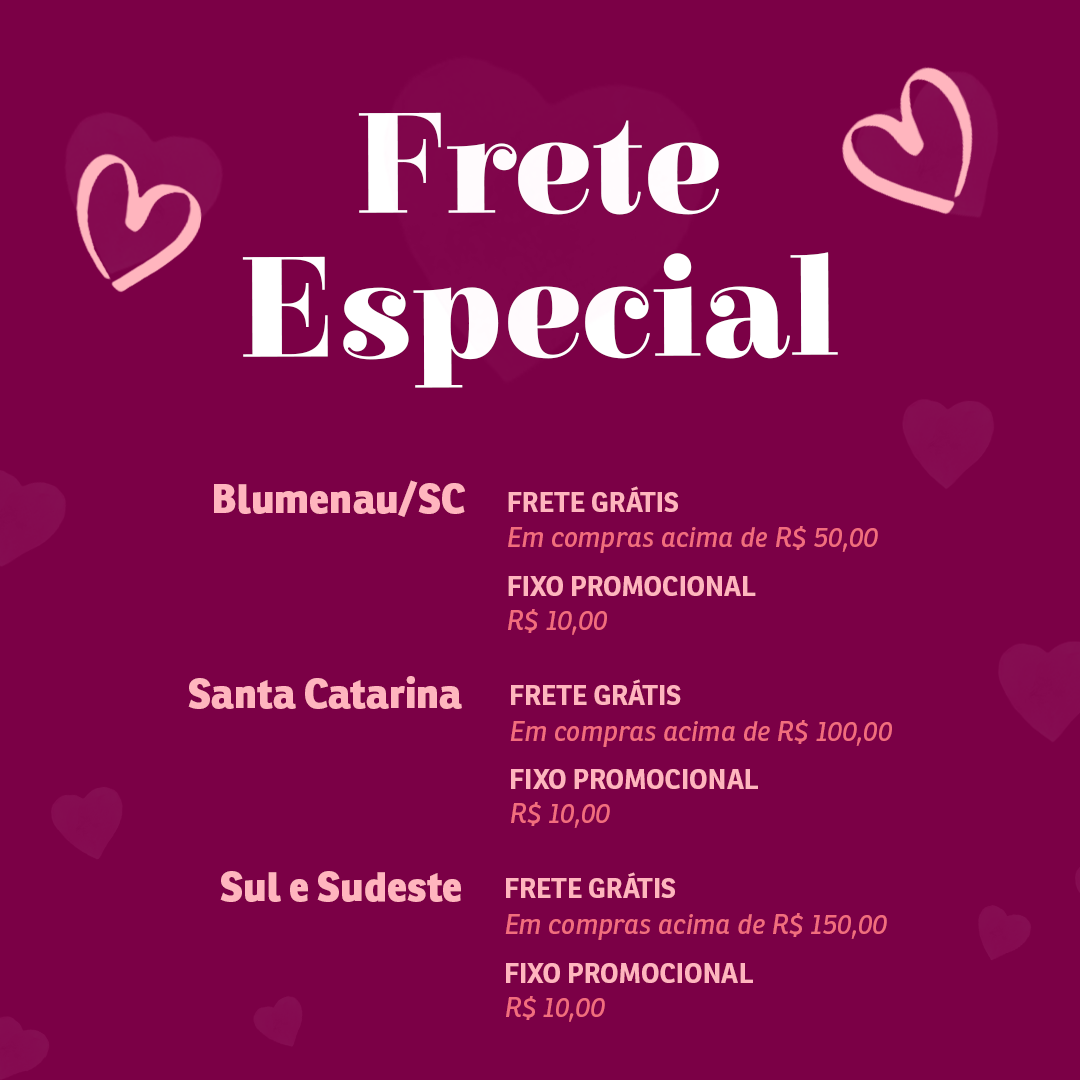 Frete
Especial
Blumenau/SC
FRETE GRÁTIS
Em compras acima de R$ 50,00
FIXO PROMOCIONAL
R$ 10,00
Santa Catarina
FRETE GRÁTIS
Em compras acima de R$ 100,00
FIXO PROMOCIONAL
R$ 10,00
Sul e Sudeste
FRETE GRÁTIS
Em compras acima de R$ 150,00
FIXO PROMOCIONAL
R$ 10,00